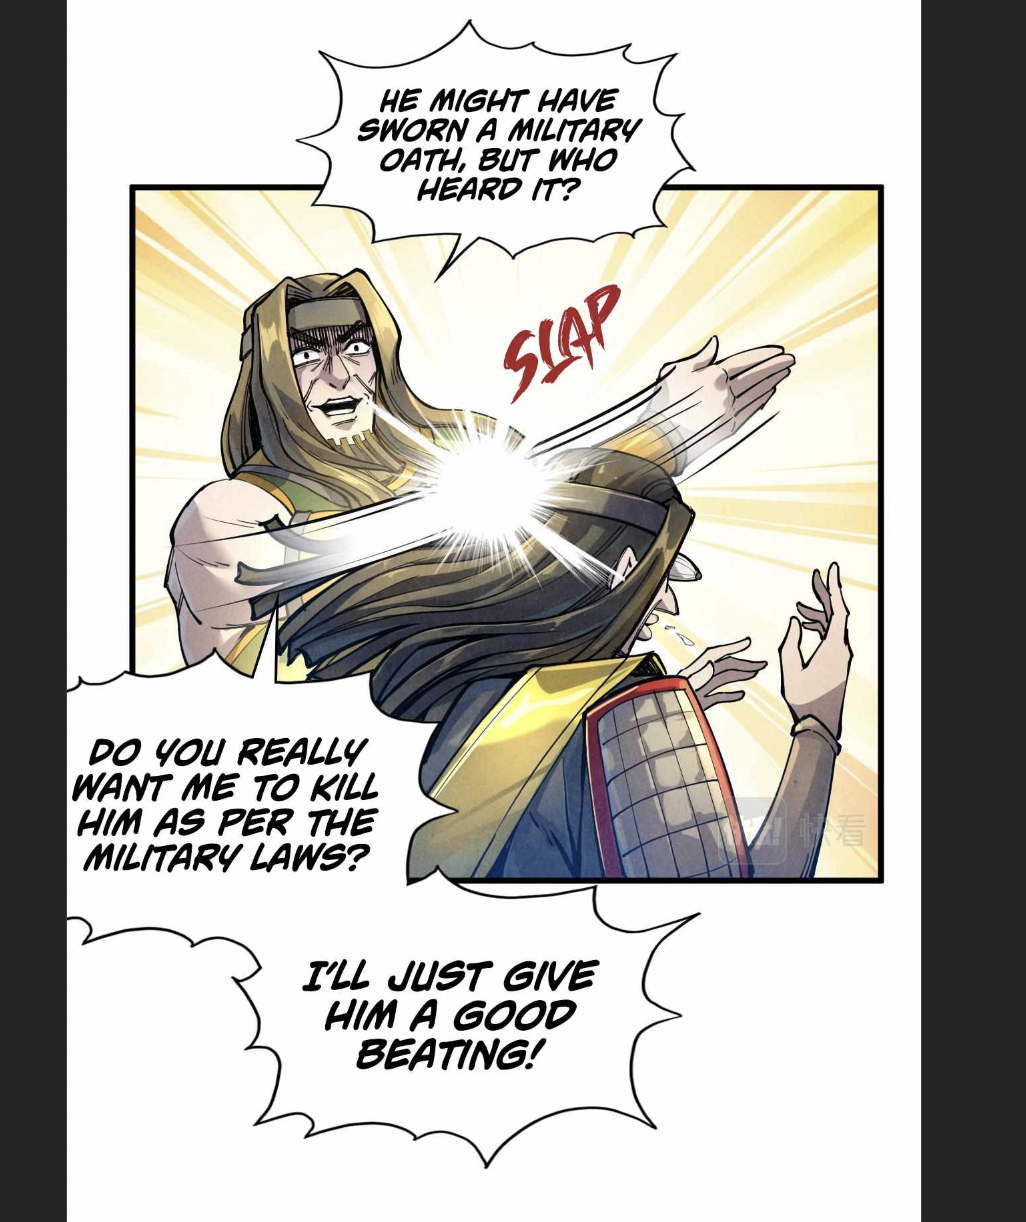 HE MIGHT HAVE
SWORN A MILITARY
OATH, BUT WHO
HEARD IT?
SLAP
DO YOU REALLY
WANT ME TO KILL
HIM AS PER THE
MILITARY LAWS?
快看
I'LL JUST GIVE
HIM A GOOD
BEATING!